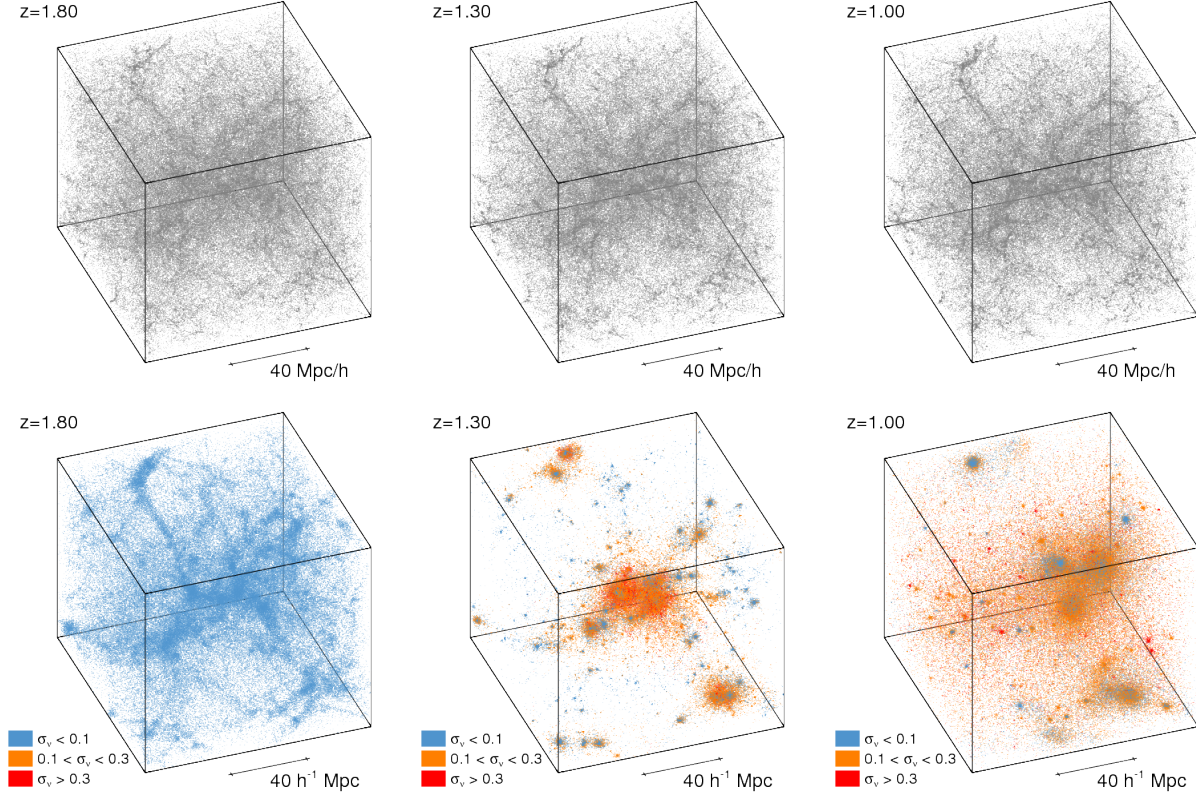 z=1.80
z=1.30
z=1.00
40 Mpc/h
40 Mpc/h
40 Mpc/h
z=1.80
z=1.30
z=1.00
σᵥ < 0.1
0.1 < σᵥ < 0.3
σᵥ > 0.3
40 h⁻¹ Mpc
σᵥ < 0.1
0.1 < σᵥ < 0.3
σᵥ > 0.3
40 h⁻¹ Mpc
σᵥ < 0.1
0.1 < σᵥ < 0.3
σᵥ > 0.3
40 h⁻¹ Mpc